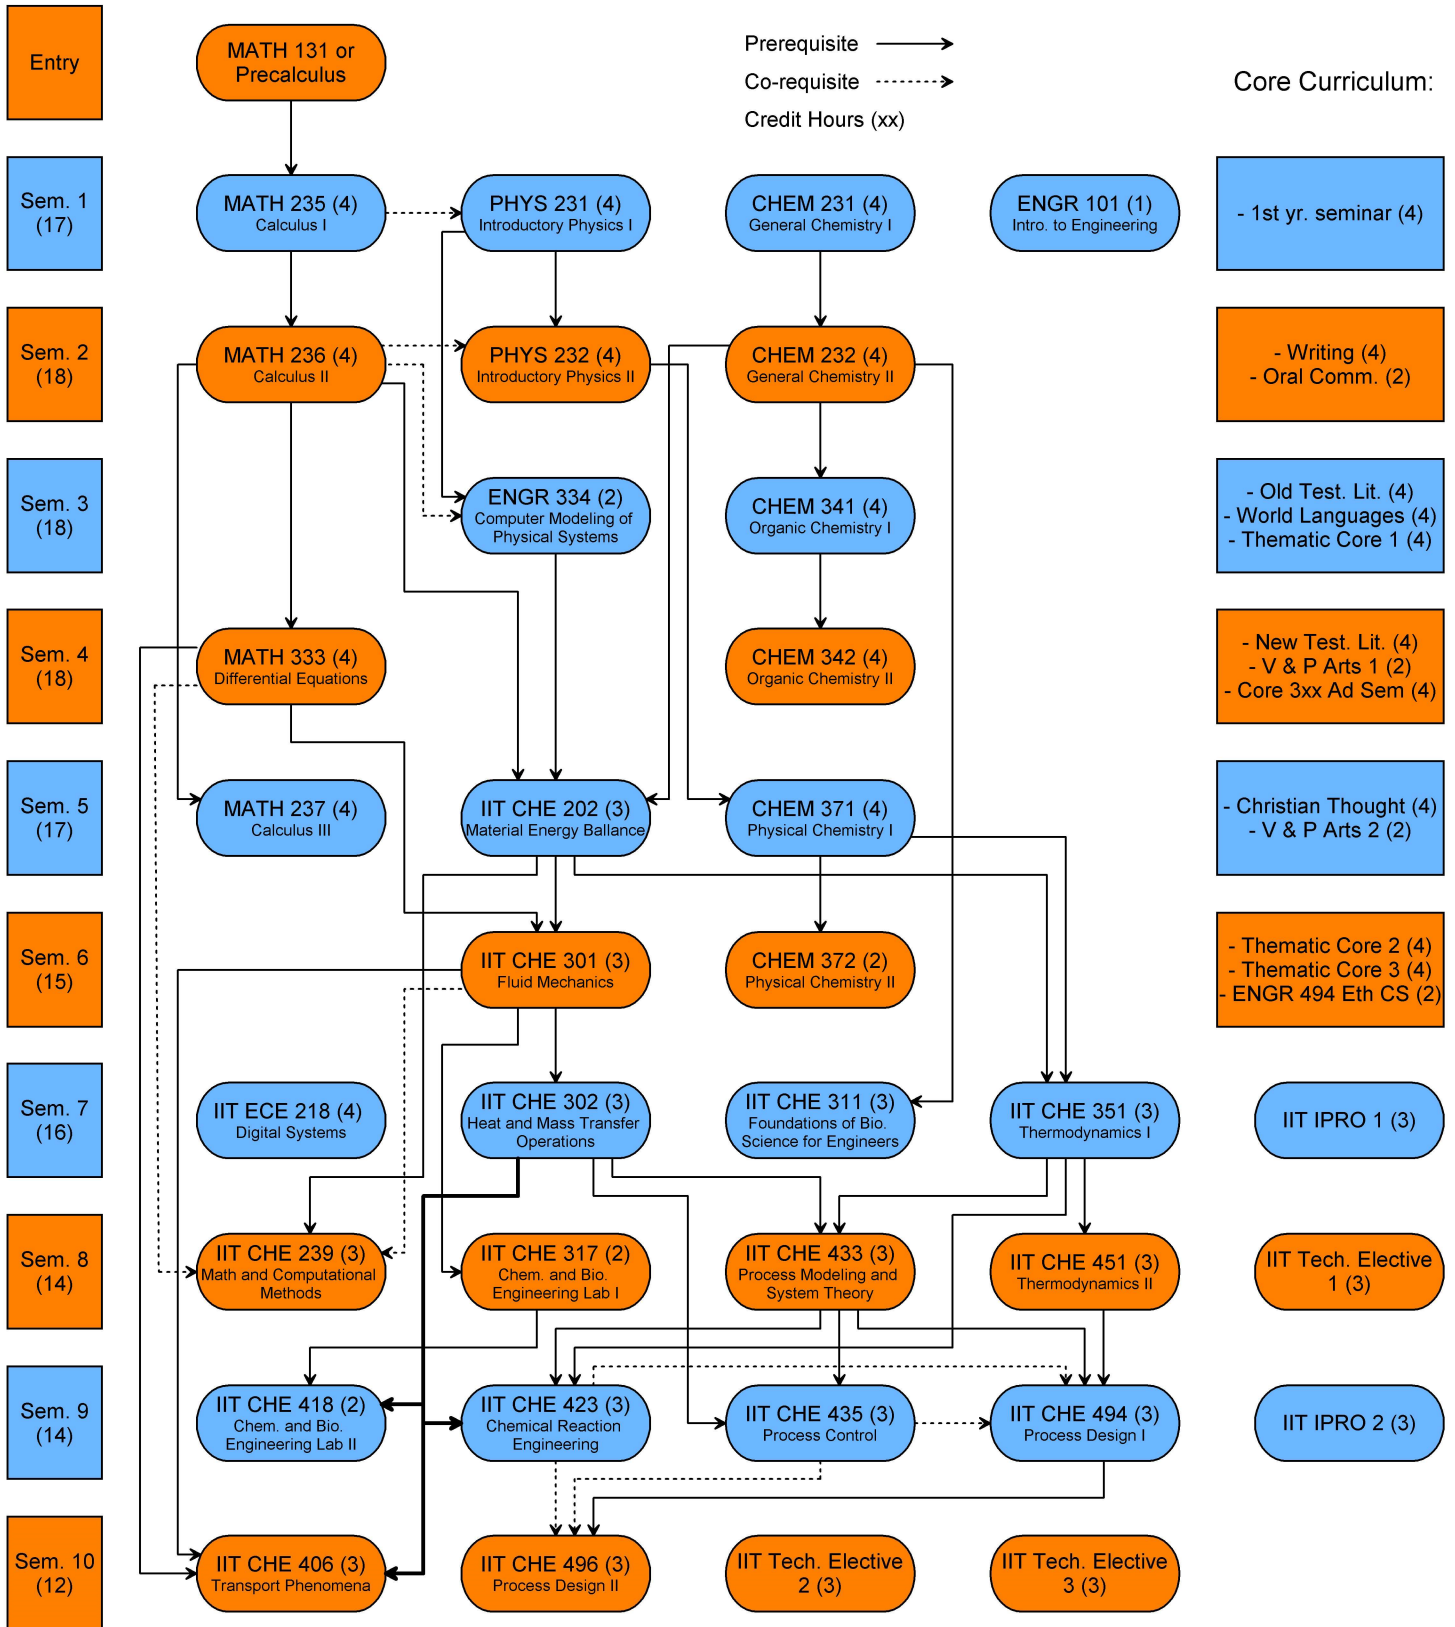 Entry
MATH 131 or
Precalculus
Prerequisite
Co-requisite
Credit Hours (xx)
Core Curriculum:
Sem. 1
(17)
MATH 235 (4)
Calculus I
PHYS 231 (4)
Introductory Physics I
CHEM 231 (4)
General Chemistry I
ENGR 101 (1)
Intro. to Engineering
- 1st yr. seminar (4)
Sem. 2
(18)
MATH 236 (4)
Calculus II
PHYS 232 (4)
Introductory Physics II
CHEM 232 (4)
General Chemistry II
- Writing (4)
- Oral Comm. (2)
Sem. 3
(18)
ENGR 334 (2)
Computer Modeling of
Physical Systems
CHEM 341 (4)
Organic Chemistry I
- Old Test. Lit. (4)
- World Languages (4)
- Thematic Core 1 (4)
Sem. 4
(18)
MATH 333 (4)
Differential Equations
CHEM 342 (4)
Organic Chemistry II
- New Test. Lit. (4)
- V & P Arts 1 (2)
- Core 3xx Ad Sem (4)
Sem. 5
(17)
MATH 237 (4)
Calculus III
IIT CHE 202 (3)
Material Energy Ballance
CHEM 371 (4)
Physical Chemistry I
- Christian Thought (4)
- V & P Arts 2 (2)
Sem. 6
(15)
IIT CHE 301 (3)
Fluid Mechanics
CHEM 372 (2)
Physical Chemistry II
- Thematic Core 2 (4)
- Thematic Core 3 (4)
- ENGR 494 Eth CS (2)
Sem. 7
(16)
IIT ECE 218 (4)
Digital Systems
IIT CHE 302 (3)
Heat and Mass Transfer
Operations
IIT CHE 311 (3)
Foundations of Bio.
Science for Engineers
IIT CHE 351 (3)
Thermodynamics I
IIT IPRO 1 (3)
Sem. 8
(14)
IIT CHE 239 (3)
Math and Computational
Methods
IIT CHE 317 (2)
Chem. and Bio.
Engineering Lab I
IIT CHE 433 (3)
Process Modeling and
System Theory
IIT CHE 451 (3)
Thermodynamics II
IIT Tech. Elective
1 (3)
Sem. 9
(14)
IIT CHE 418 (2)
Chem. and Bio.
Engineering Lab II
IIT CHE 423 (3)
Chemical Reaction
Engineering
IIT CHE 435 (3)
Process Control
IIT CHE 494 (3)
Process Design I
IIT IPRO 2 (3)
Sem. 10
(12)
IIT CHE 406 (3)
Transport Phenomena
IIT CHE 496 (3)
Process Design II
IIT Tech. Elective
2 (3)
IIT Tech. Elective
3 (3)